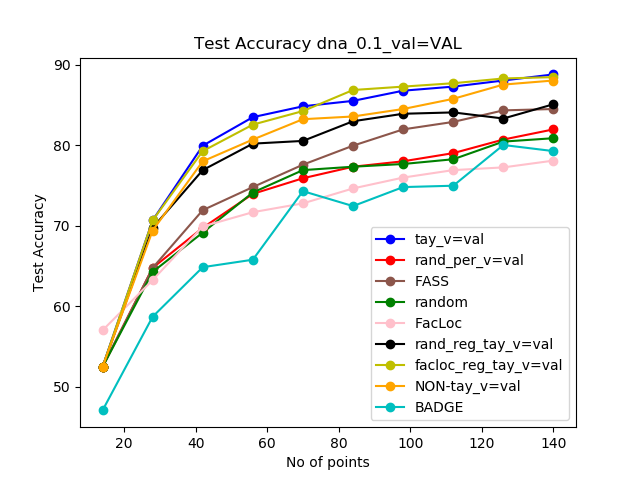 Test Accuracy dna_0.1_val=VAL
90
80
70
60
50
Test Accuracy
tay_v=val
rand_per_v=val
FASS
random
FacLoc
rand_reg_tay_v=val
facloc_reg_tay_v=val
NON-tay_v=val
BADGE
20 40 60 80 100 120 140
No of points